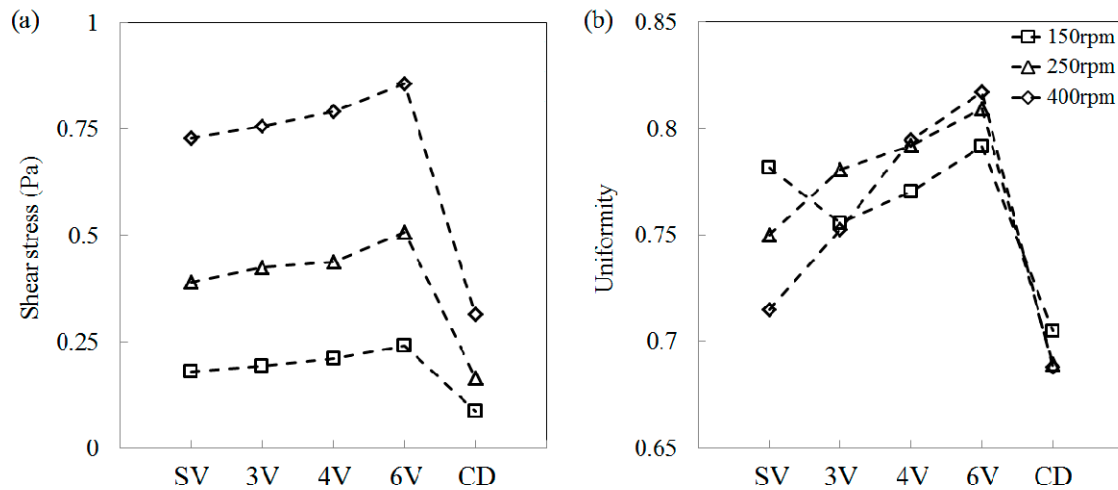 (a)
1
0.75
0.5
0.25
0
Shear stress (Pa)
SV 3V 4V 6V CD
(b)
0.85
0.8
0.75
0.7
0.65
Uniformity
SV 3V 4V 6V CD
150rpm
250rpm
400rpm